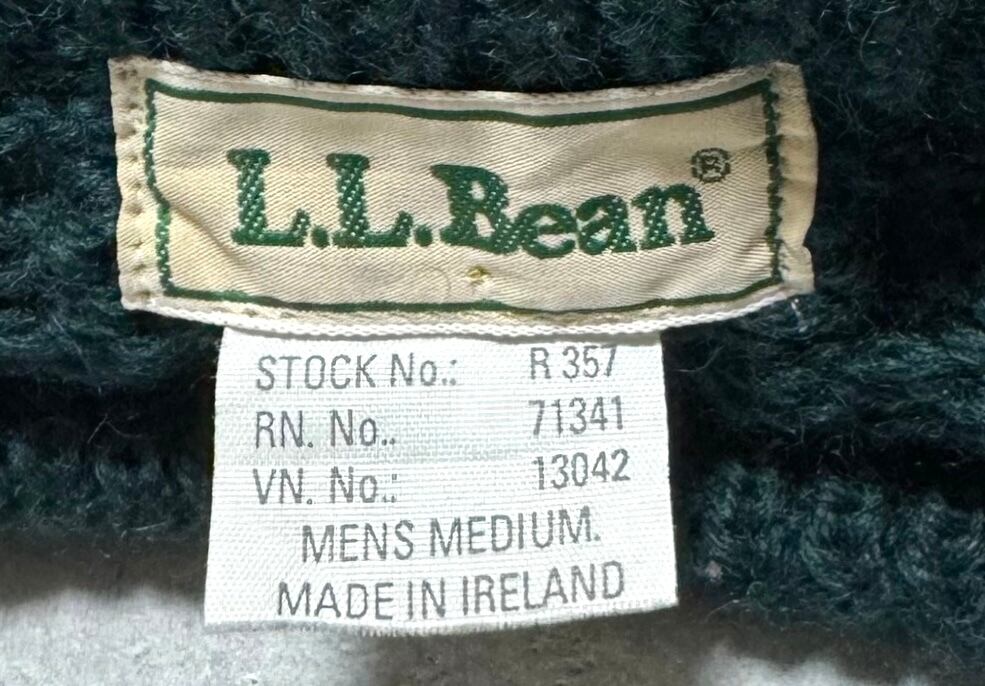 L.L.Bean®
STOCK No.: R 357
RN. No.. 71341
VN. No.: 13042
MENS MEDIUM.
MADE IN IRELAND